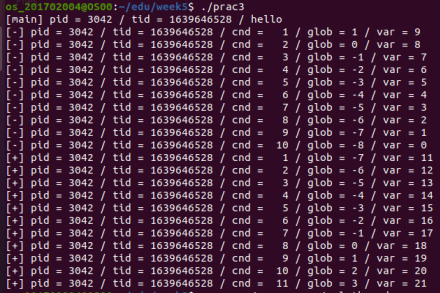 os_201702004@OS00:~/edu/week5$ ./prac3
[main] pid = 3042 / tid = 1639646528 / hello
[-] pid = 3042 / tid = 1639646528 / cnd =   1 / glob = 1 / var = 9
[-] pid = 3042 / tid = 1639646528 / cnd =   2 / glob = 0 / var = 8
[-] pid = 3042 / tid = 1639646528 / cnd =   3 / glob = -1 / var = 7
[-] pid = 3042 / tid = 1639646528 / cnd =   4 / glob = -2 / var = 6
[-] pid = 3042 / tid = 1639646528 / cnd =   5 / glob = -3 / var = 5
[-] pid = 3042 / tid = 1639646528 / cnd =   6 / glob = -4 / var = 4
[-] pid = 3042 / tid = 1639646528 / cnd =   7 / glob = -5 / var = 3
[-] pid = 3042 / tid = 1639646528 / cnd =   8 / glob = -6 / var = 2
[-] pid = 3042 / tid = 1639646528 / cnd =   9 / glob = -7 / var = 1
[-] pid = 3042 / tid = 1639646528 / cnd =  10 / glob = -8 / var = 0
[+] pid = 3042 / tid = 1639646528 / cnd =   1 / glob = -7 / var = 11
[+] pid = 3042 / tid = 1639646528 / cnd =   2 / glob = -6 / var = 12
[+] pid = 3042 / tid = 1639646528 / cnd =   3 / glob = -5 / var = 13
[+] pid = 3042 / tid = 1639646528 / cnd =   4 / glob = -4 / var = 14
[+] pid = 3042 / tid = 1639646528 / cnd =   5 / glob = -3 / var = 15
[+] pid = 3042 / tid = 1639646528 / cnd =   6 / glob = -2 / var = 16
[+] pid = 3042 / tid = 1639646528 / cnd =   7 / glob = -1 / var = 17
[+] pid = 3042 / tid = 1639646528 / cnd =   8 / glob = 0 / var = 18
[+] pid = 3042 / tid = 1639646528 / cnd =   9 / glob = 1 / var = 19
[+] pid = 3042 / tid = 1639646528 / cnd =  10 / glob = 2 / var = 20
[+] pid = 3042 / tid = 1639646528 / cnd =  11 / glob = 3 / var = 21